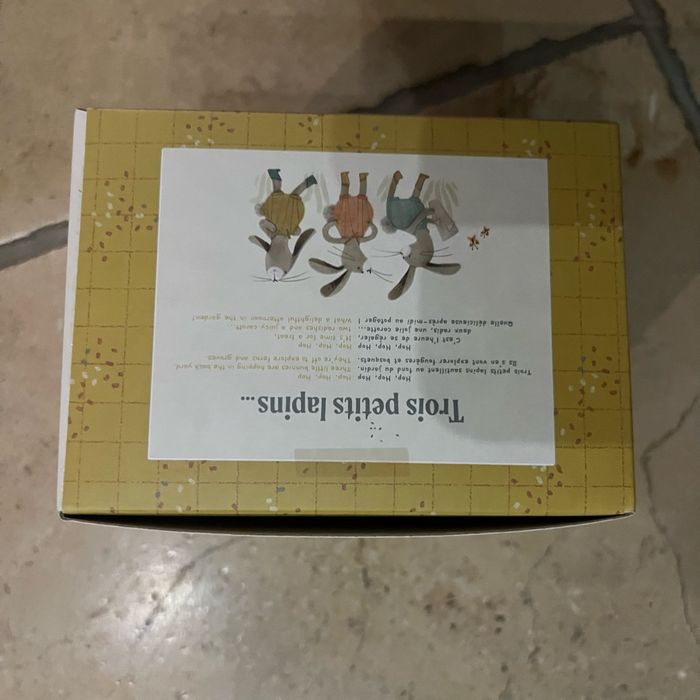 Trois petits lapins...
Hop, Hop, Hop
Trois petits lapins sautillent au fond du jardin.
Ils s'en vont explorer fougères et bosquets.
Hop, Hop, Hop
C'est l'heure de se régaler,
deux radis, une jolie carotte...
Quelle délicieuse après-midi au potager !
Hop, Hop, Hop
Three little bunnies are hopping in the back yard.
They're off to explore ferns and groves.
Hop, Hop, Hop
It's time for a treat,
two radishes and a juicy carott...
What a delightful afternoon in the garden!